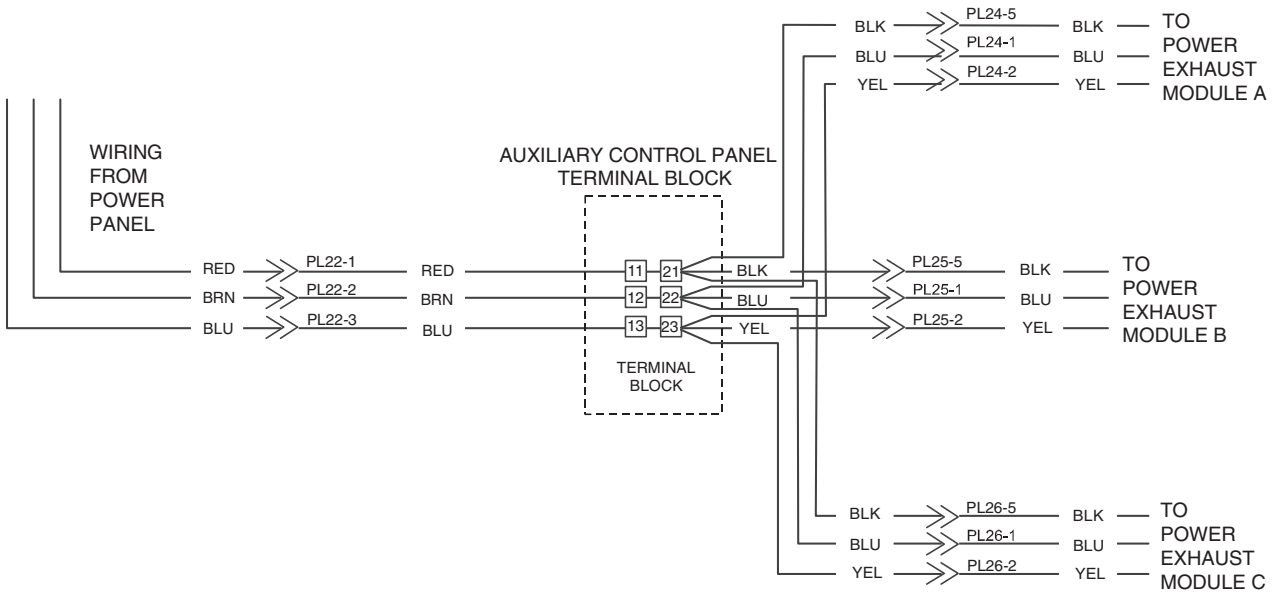 BLK PL24-5 BLK
BLU PL24-1 BLU
YEL PL24-2 YEL
TO
POWER
EXHAUST
MODULE A
WIRING
FROM
POWER
PANEL
AUXILIARY CONTROL PANEL
TERMINAL BLOCK
RED PL22-1 RED 11 21 BLK PL25-5 BLK
BRN PL22-2 BRN 12 22 BLU PL25-1 BLU
BLU PL22-3 BLU 13 23 YEL PL25-2 YEL
TO
POWER
EXHAUST
MODULE B
TERMINAL
BLOCK
BLK PL26-5 BLK
BLU PL26-1 BLU
YEL PL26-2 YEL
TO
POWER
EXHAUST
MODULE C